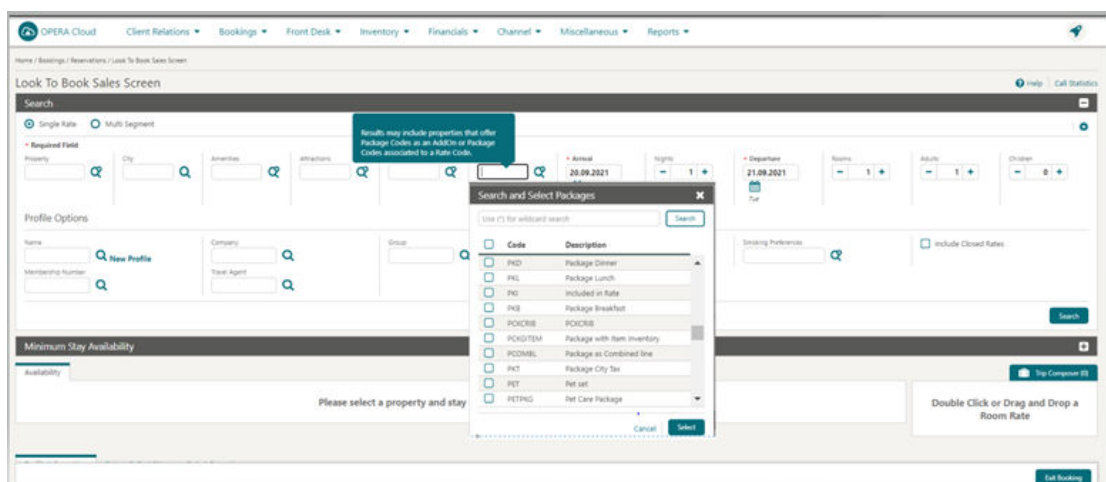 OPERA Cloud Client Relations Bookings Front Desk Inventory Financials Channel Miscellaneous Reports
Home / Bookings / Reservations / Look To Book Sales Screen
Look To Book Sales Screen Help Call Statistics
Search
Single Rate Multi Segment
Results may include properties that offer
Package Codes as an AddOn or Package
Codes associated to a Rate Code.
* Required Field
Property City Amenities Attractions * Arrival Nights * Departure Rooms Adults Children
20.09.2021 - 1 + 21.09.2021 - 1 + - 1 + - 0 +
Tue
Search and Select Packages
Use (*) for wildcard search Search
Code Description
PKD Package Dinner
PKL Package Lunch
PKI Included in Rate
PKB Package Breakfast
PCKCRIB PCKCRIB
PCKGITEM Package with Item Inventory
PCOMBL Package as Combined line
PKT Package City Tax
PET Pet set
PETPKG Pet Care Package
Cancel Select
Profile Options
Name Company Group Smoking Preferences
New Profile Include Closed Rates
Membership Number Travel Agent
Search
Minimum Stay Availability
Availability Trip Composer (0)
Please select a property and stay
Double Click or Drag and Drop a
Room Rate
Exit Booking